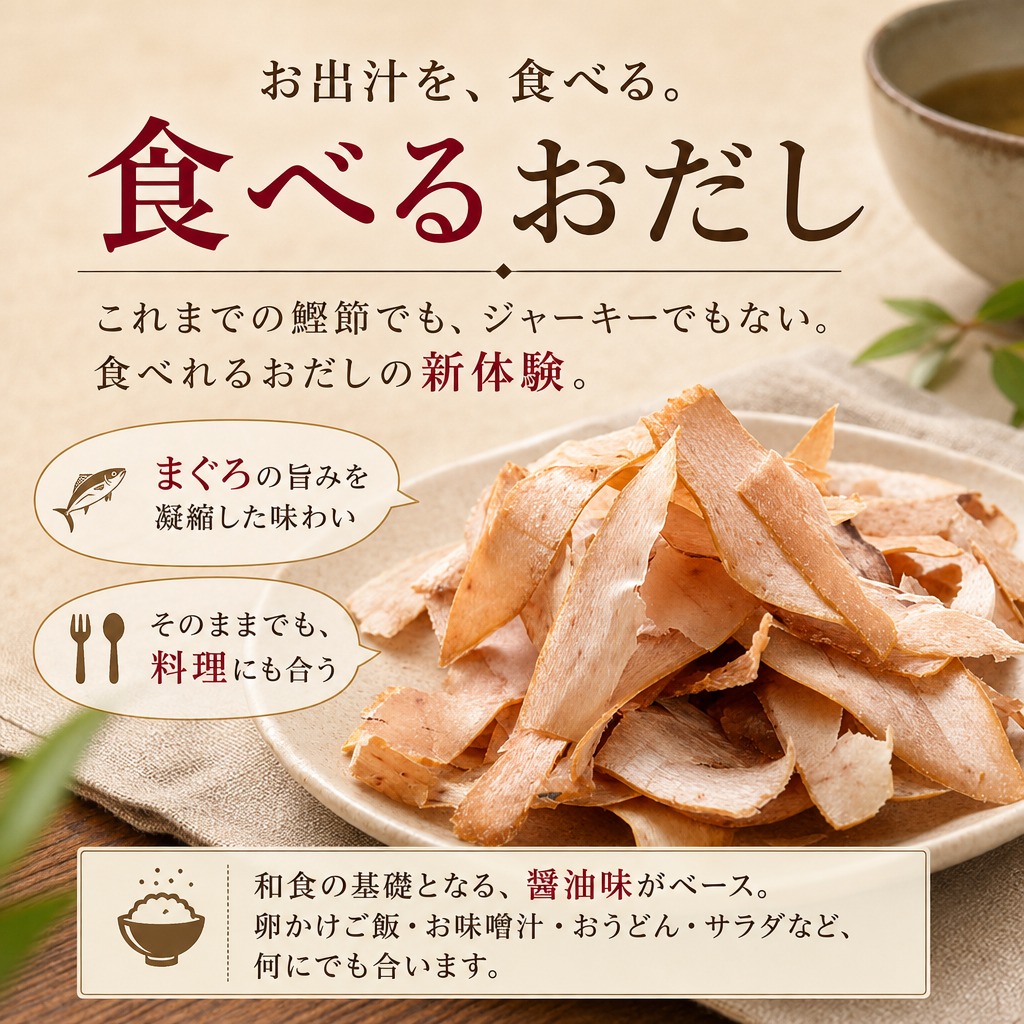 お出汁を、食べる。
食べるおだし
これまでの鰹節でも、ジャーキーでもない。
食べれるおだしの新体験。
まぐろの旨みを
凝縮した味わい
そのままでも、
料理にも合う
和食の基礎となる、醤油味がベース。
卵かけご飯・お味噌汁・おうどん・サラダなど、
何にでも合います。